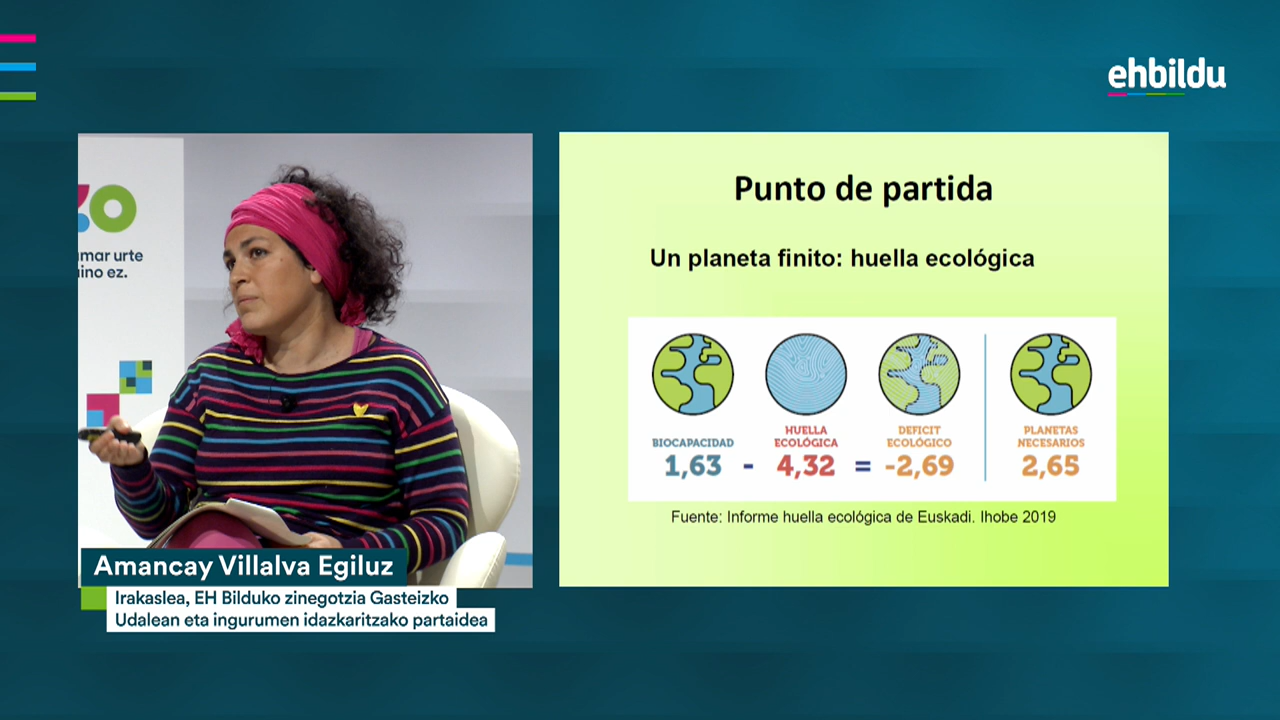 ehbildu
amar urte
aino ez.
Punto de partida
Un planeta finito: huella ecológica
BIOCAPACIDAD
1,63
-
HUELLA
ECOLÓGICA
4,32
=
DEFICIT
ECOLÓGICO
-2,69
PLANETAS
NECESARIOS
2,65
Fuente: Informe huella ecológica de Euskadi. Ihobe 2019
Amancay Villalva Egiluz
Irakaslea, EH Bilduko zinegotzia Gasteizko
Udalean eta ingurumen idazkaritzako partaidea